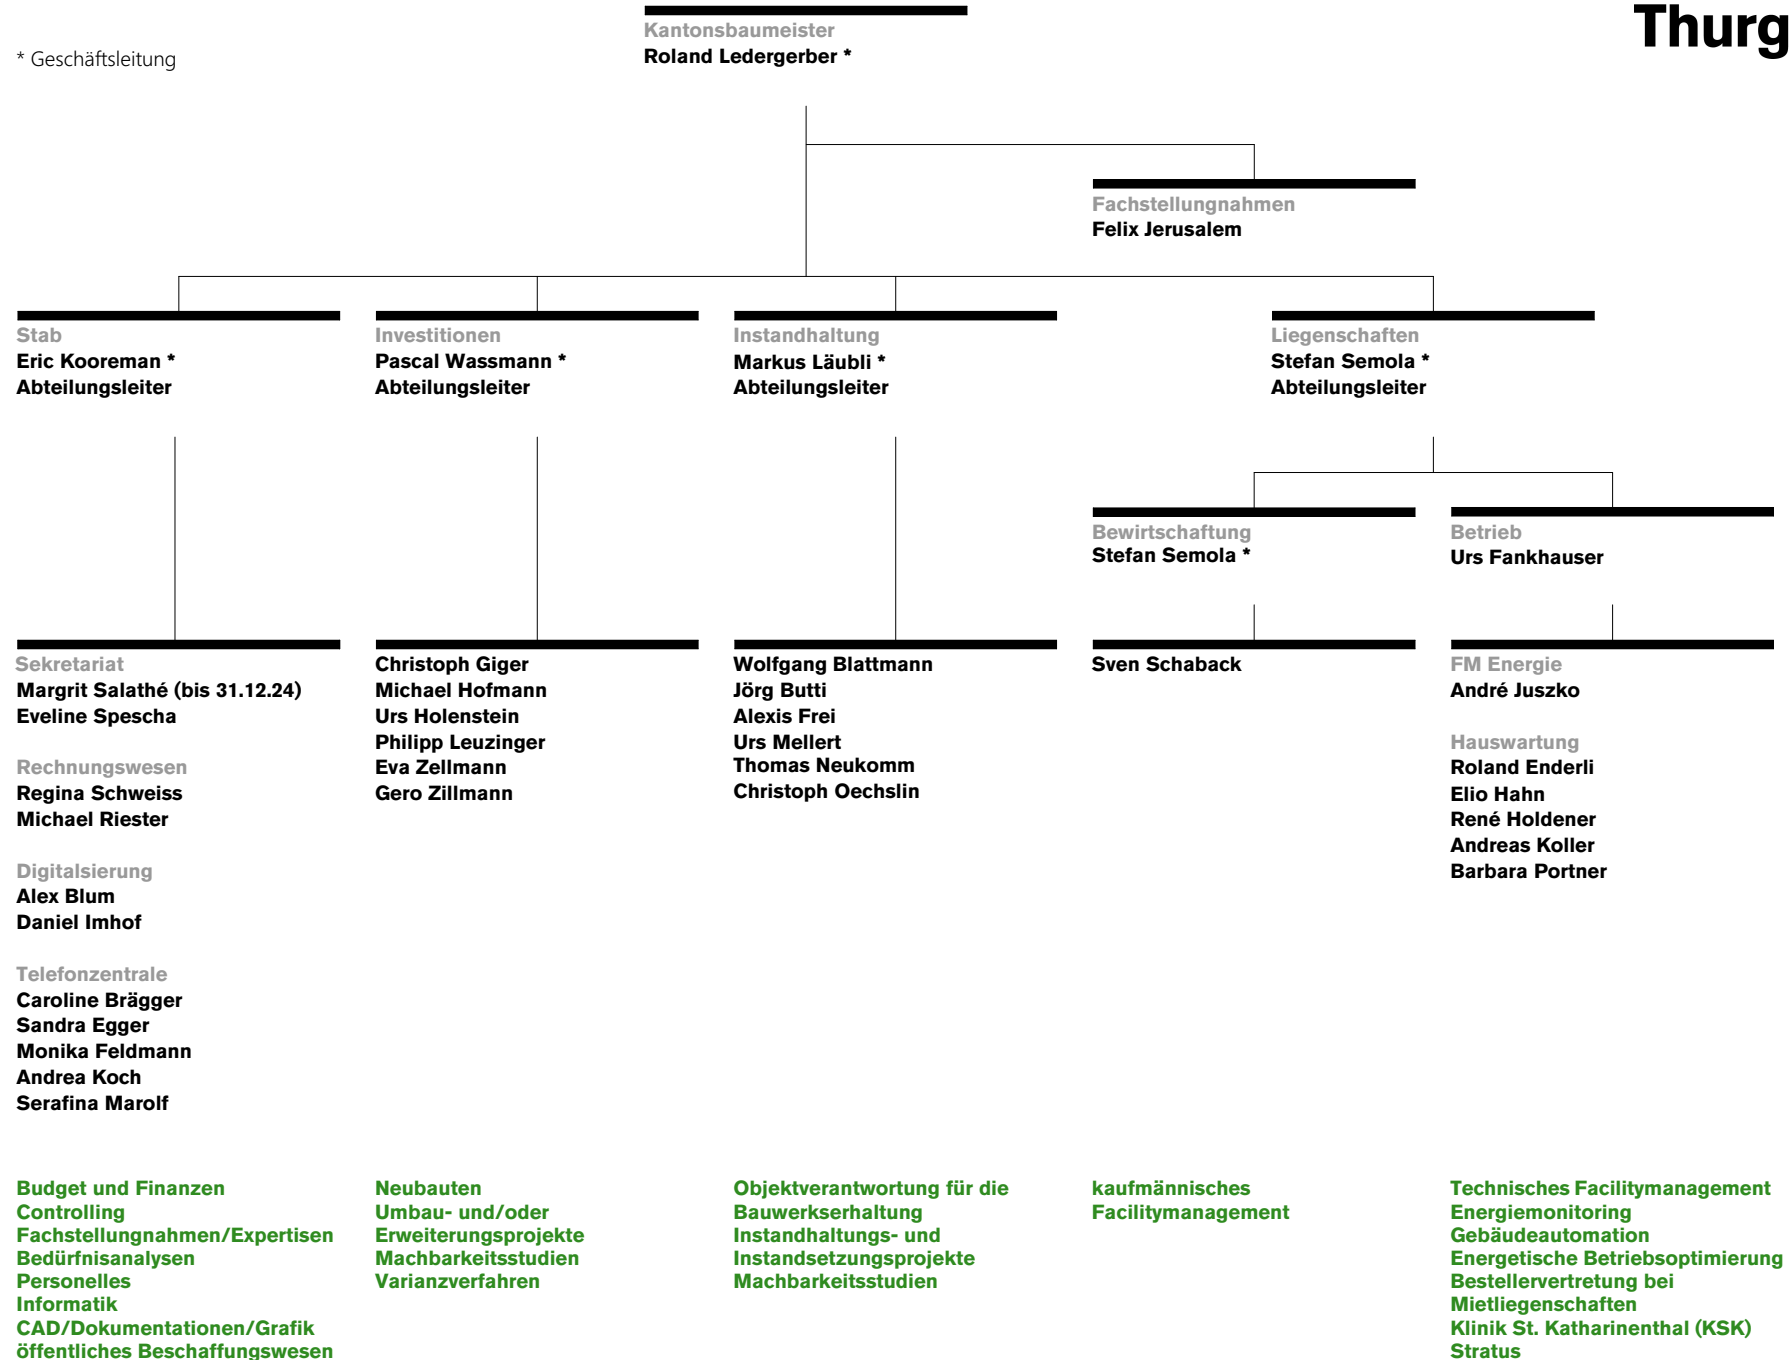 Thurg
* Geschäftsleitung
Kantonsbaumeister
Roland Ledergerber *
Fachstellungnahmen
Felix Jerusalem
Stab
Eric Kooreman *
Abteilungsleiter
Investitionen
Pascal Wassmann *
Abteilungsleiter
Instandhaltung
Markus Läubli *
Abteilungsleiter
Liegenschaften
Stefan Semola *
Abteilungsleiter
Bewirtschaftung
Stefan Semola *
Betrieb
Urs Fankhauser
Sekretariat
Margrit Salathé (bis 31.12.24)
Eveline Spescha
Rechnungswesen
Regina Schweiss
Michael Riester
Digitalsierung
Alex Blum
Daniel Imhof
Telefonzentrale
Caroline Brägger
Sandra Egger
Monika Feldmann
Andrea Koch
Serafina Marolf
Christoph Giger
Michael Hofmann
Urs Holenstein
Philipp Leuzinger
Eva Zellmann
Gero Zillmann
Wolfgang Blattmann
Jörg Butti
Alexis Frei
Urs Mellert
Thomas Neukomm
Christoph Oechslin
Sven Schaback
FM Energie
André Juszko
Hauswartung
Roland Enderli
Elio Hahn
René Holdener
Andreas Koller
Barbara Portner
Budget und Finanzen
Controlling
Fachstellungnahmen/Expertisen
Bedürfnisanalysen
Personelles
Informatik
CAD/Dokumentationen/Grafik
öffentliches Beschaffungswesen
Neubauten
Umbau- und/oder
Erweiterungsprojekte
Machbarkeitsstudien
Varianzverfahren
Objektverantwortung für die
Bauwerkserhaltung
Instandhaltungs- und
Instandsetzungsprojekte
Machbarkeitsstudien
kaufmännisches
Facilitymanagement
Technisches Facilitymanagement
Energiemonitoring
Gebäudeautomation
Energetische Betriebsoptimierung
Bestellervertretung bei
Mietliegenschaften
Klinik St. Katharinenthal (KSK)
Stratus